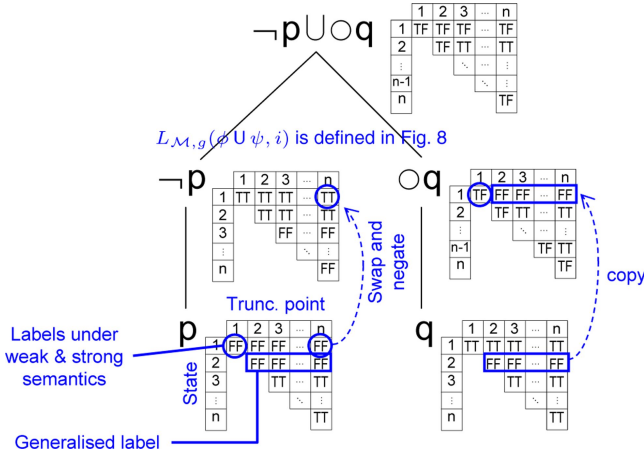 ¬p∪○q
1 2 3 ... n
1 TF TF TF ... TF
2 TF TT ... TT
⋮ ⋱ ... ⋮
n-1 ⋱ TT
n TF
L_{M,g}(ϕ U ψ, i) is defined in Fig. 8
¬p
1 2 3 ... n
1 TT TT TT ... TT
2 TT TT ... TT
3 FF ... FF
⋮ ⋱ ⋮
n FF
○q
1 2 3 ... n
1 TF FF FF ... FF
2 TF TT ... TT
⋮ ⋱ ... ⋮
n-1 TF TT
n TF
Swap and
negate
copy
Trunc. point
p
1 2 3 ... n
1 FF FF FF ... FF
2 FF FF ... FF
3 TT ... TT
⋮ ⋱ ⋮
n TT
State
q
1 2 3 ... n
1 TT TT TT ... TT
2 FF FF ... FF
3 TT ... TT
⋮ ⋱ ⋮
n TT
Labels under
weak & strong
semantics
Generalised label